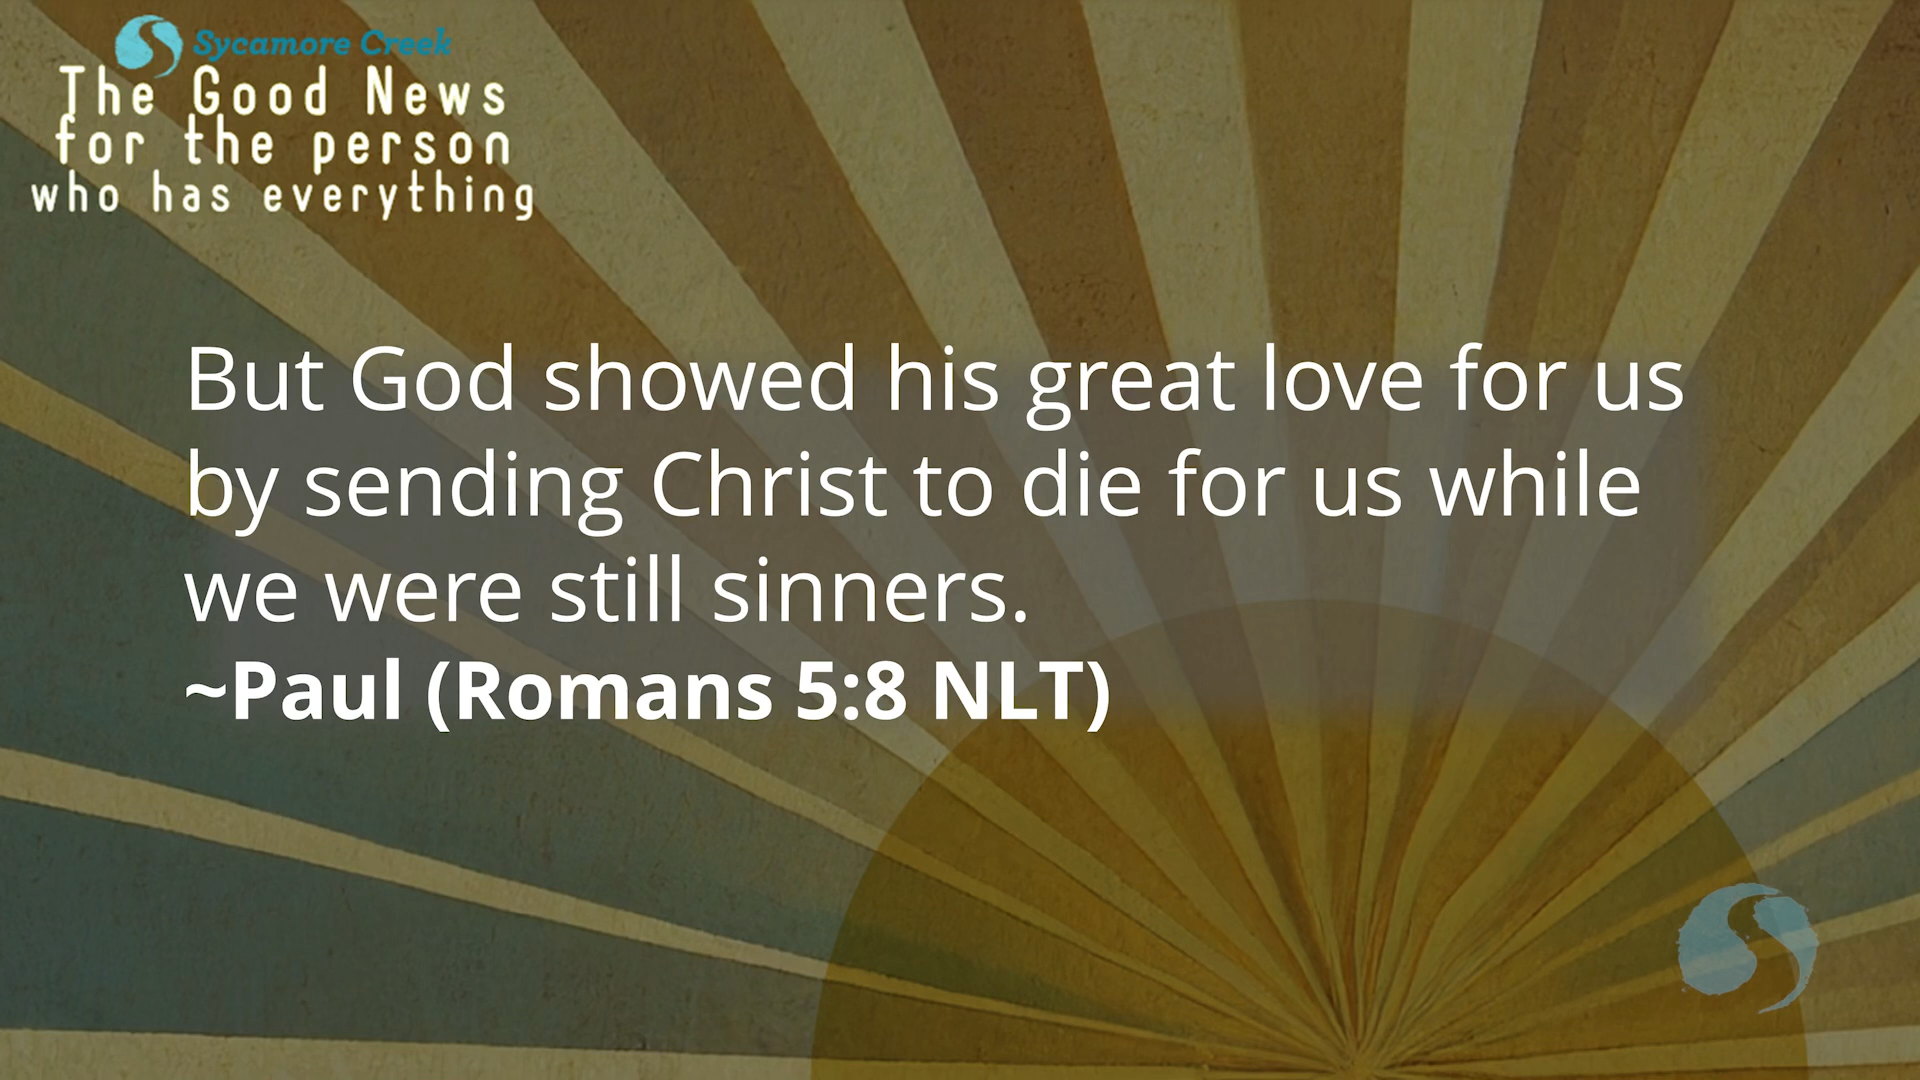 Sycamore Creek
The Good News
for the person
who has everything
But God showed his great love for us
by sending Christ to die for us while
we were still sinners.
~Paul (Romans 5:8 NLT)